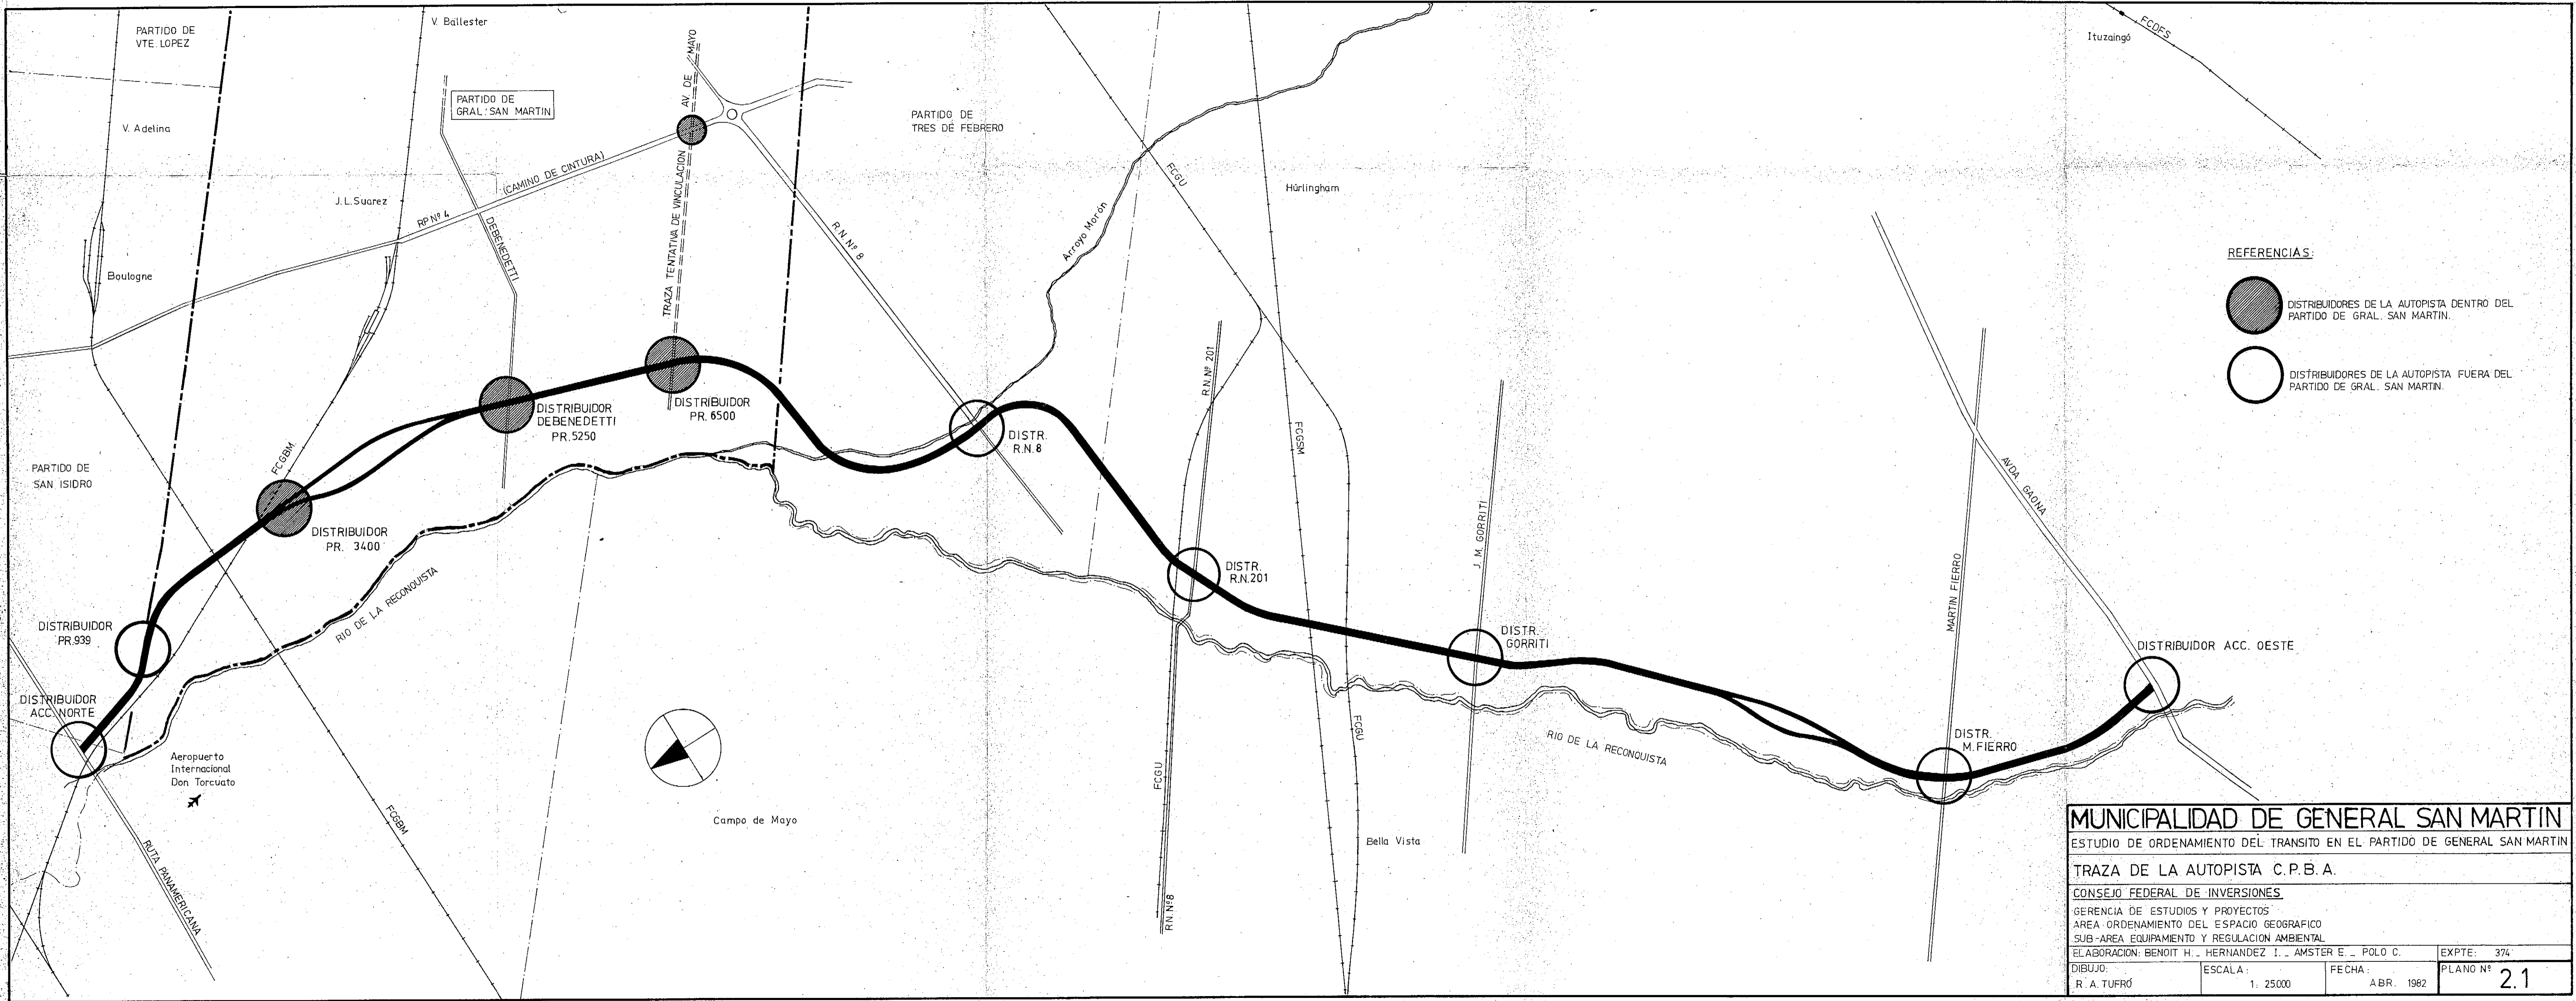 PARTIDO DE
VTE. LOPEZ
V. Ballester
V. Adelina
PARTIDO DE
GRAL. SAN MARTIN
AV. DE MAYO
PARTIDO DE
TRES DE FEBRERO
Ituzaingó
FCDFS
J.L. Suarez
RP Nº 4
(CAMINO DE CINTURA)
DEBENEDETTI
TRAZA TENTATIVA DE VINCULACION
R.N. Nº 8
Arroyo Morón
FCGU
Húrlingham
Boulogne
REFERENCIAS:
DISTRIBUIDORES DE LA AUTOPISTA DENTRO DEL
PARTIDO DE GRAL. SAN MARTIN.
DISTRIBUIDORES DE LA AUTOPISTA FUERA DEL
PARTIDO DE GRAL. SAN MARTIN.
R.N. Nº 201
FCGSM
DISTRIBUIDOR
DEBENEDETTI
PR. 5250
DISTRIBUIDOR
PR. 6500
DISTR.
R.N. 8
FCGBM.
PARTIDO DE
SAN ISIDRO
DISTRIBUIDOR
PR. 3400
J. M. GORRITI
AVDA. GAONA
MARTIN FIERRO
DISTR.
R.N. 201
RIO DE LA RECONQUISTA
DISTRIBUIDOR
PR. 939
DISTR.
GORRITI
DISTRIBUIDOR ACC. OESTE
DISTRIBUIDOR
ACC. NORTE
Aeropuerto
Internacional
Don Torcuato
FCGBM
RUTA PANAMERICANA
Campo de Mayo
FCGU
R.N. Nº 8
FCGU
Bella Vista
RIO DE LA RECONQUISTA
DISTR.
M. FIERRO
MUNICIPALIDAD DE GENERAL SAN MARTIN
ESTUDIO DE ORDENAMIENTO DEL TRANSITO EN EL PARTIDO DE GENERAL SAN MARTIN
TRAZA DE LA AUTOPISTA C.P.B.A.
CONSEJO FEDERAL DE INVERSIONES
GERENCIA DE ESTUDIOS Y PROYECTOS
AREA ORDENAMIENTO DEL ESPACIO GEOGRAFICO
SUB-AREA EQUIPAMIENTO Y REGULACION AMBIENTAL
ELABORACION: BENOIT H._ HERNANDEZ I._ AMSTER E._ POLO C.
EXPTE: 374
DIBUJO:
R. A. TUFRÓ
ESCALA:
1: 25000
FECHA:
ABR. 1982
PLANO Nº 2.1